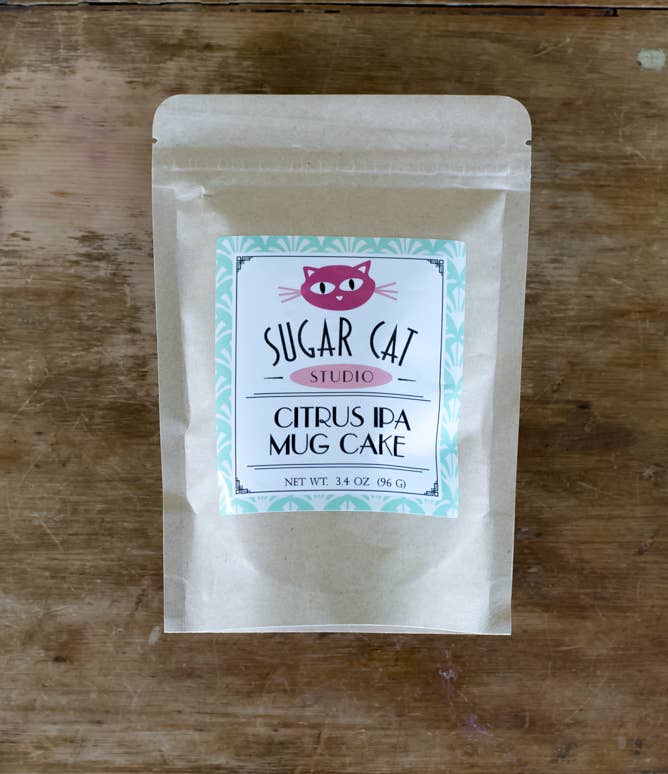 SUGAR CAT
STUDIO
CITRUS IPA
MUG CAKE
NET WT. 3.4 OZ (96 G)